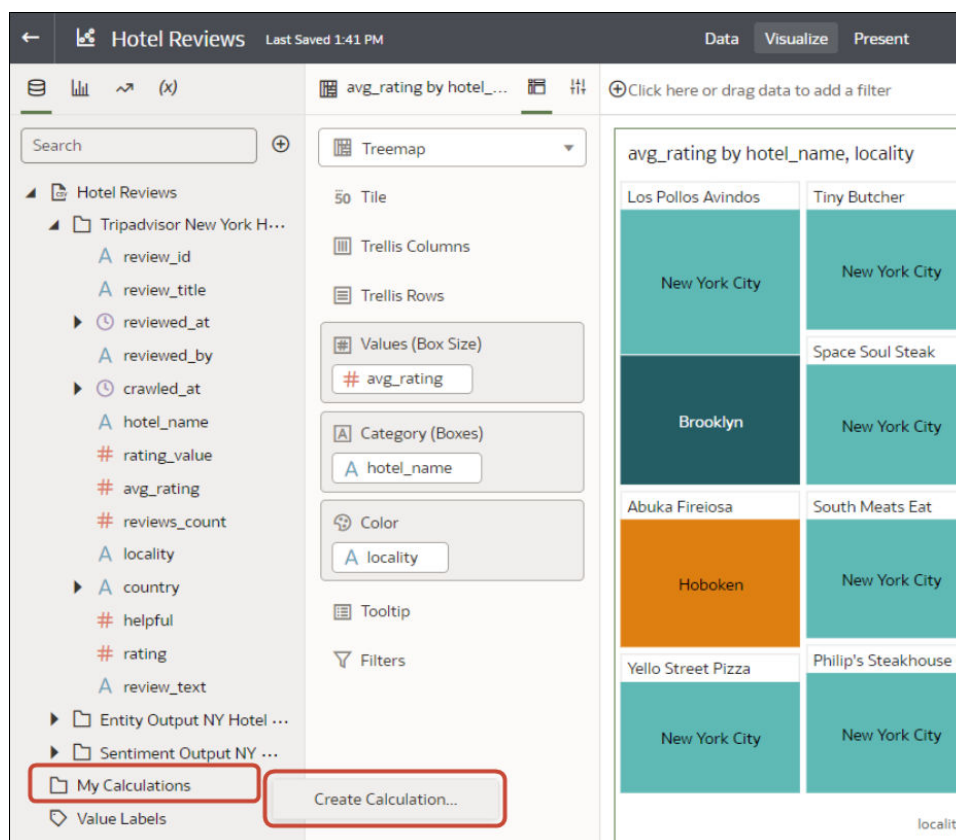 Hotel Reviews Last Saved 1:41 PM Data Visualize Present
(x)
avg_rating by hotel_...
Click here or drag data to add a filter
Search
Hotel Reviews
Tripadvisor New York H...
A review_id
A review_title
reviewed_at
A reviewed_by
crawled_at
A hotel_name
# rating_value
# avg_rating
# reviews_count
A locality
A country
# helpful
# rating
A review_text
Entity Output NY Hotel ...
Sentiment Output NY ...
My Calculations
Value Labels
Create Calculation...
Treemap
50 Tile
Trellis Columns
Trellis Rows
# Values (Box Size)
# avg_rating
A Category (Boxes)
A hotel_name
Color
A locality
Tooltip
Filters
avg_rating by hotel_name, locality
Los Pollos Avindos
New York City
Brooklyn
Abuka Fireiosa
Hoboken
Yello Street Pizza
New York City
Tiny Butcher
New York City
Space Soul Steak
New York City
South Meats Eat
New York City
Philip's Steakhouse
New York City
localit